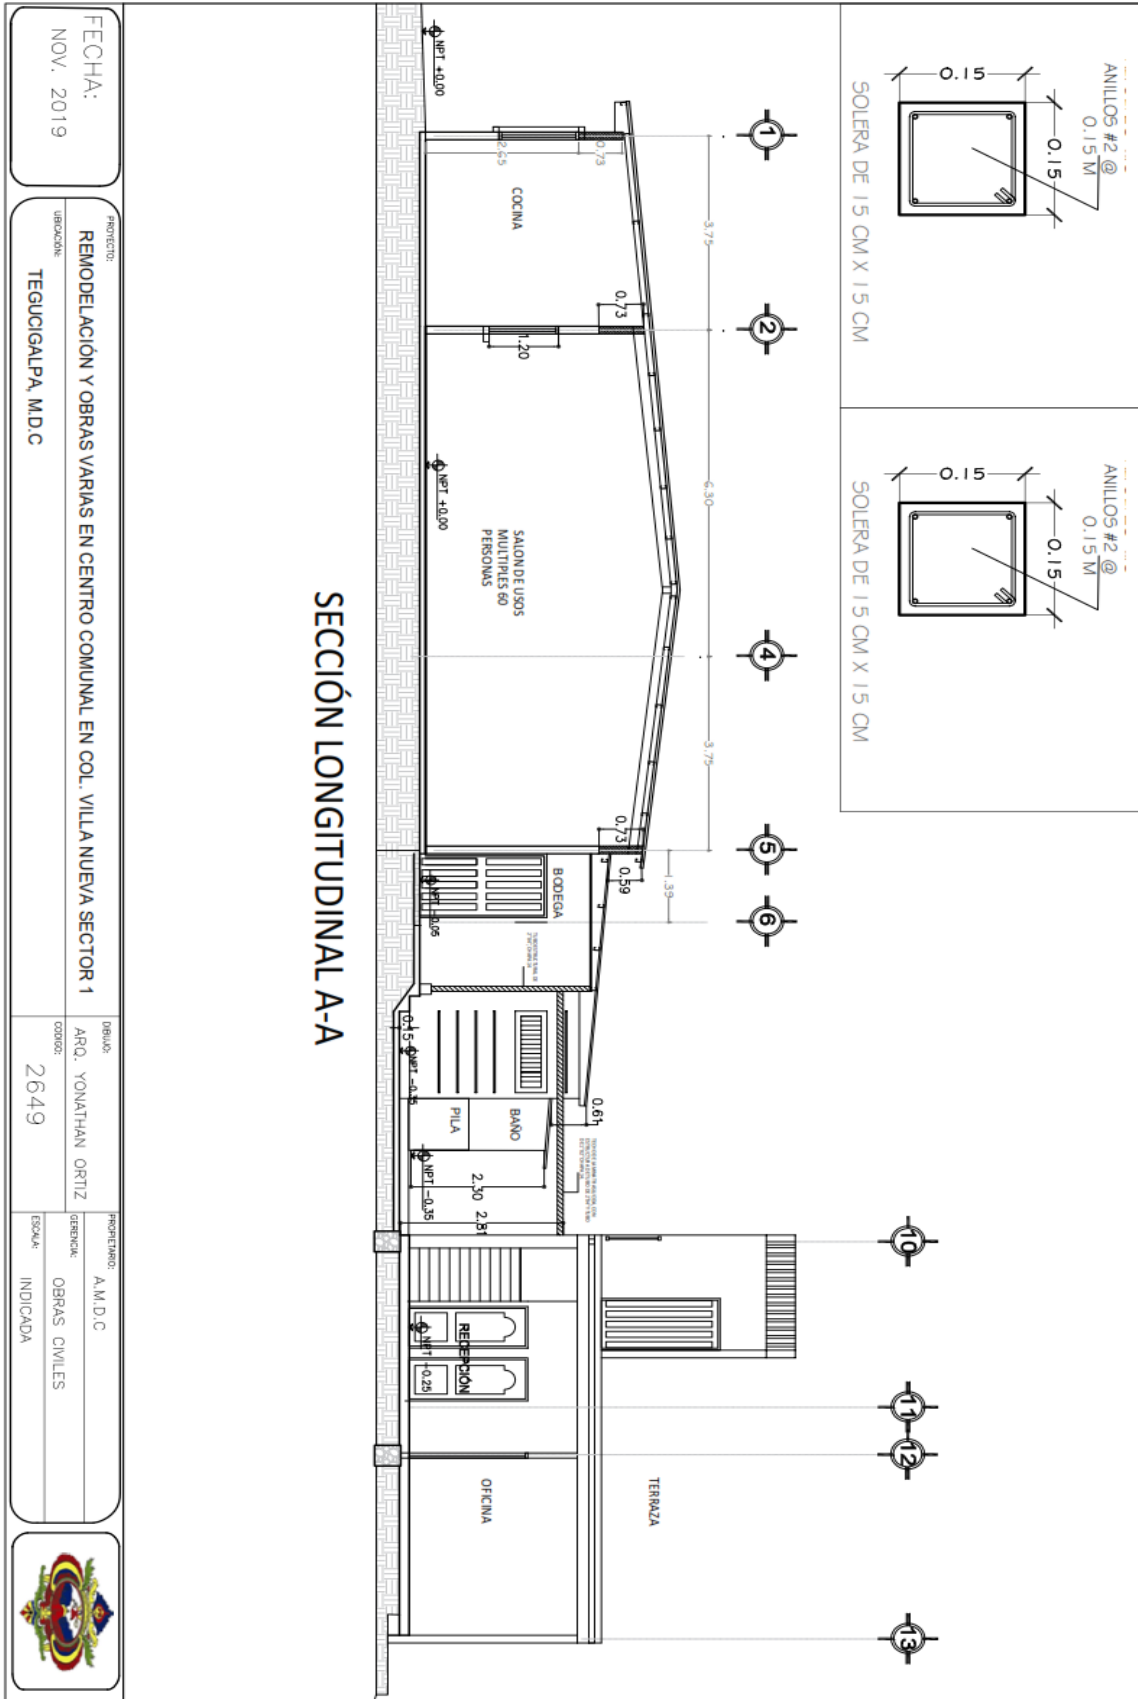 ANILLOS #2 @
0.15 M
0.15
0.15
SOLERA DE 15 CM X 15 CM
ANILLOS #2 @
0.15 M
0.15
0.15
SOLERA DE 15 CM X 15 CM
1
2
4
5
6
10
11
12
13
3.75
6.30
3.75
1.39
NPT +0.00
0.73
2.65
COCINA
0.73
1.20
NPT +0.00
SALON DE USOS
MULTIPLES 60
PERSONAS
0.73
0.59
BODEGA
NPT -0.05
0.15
NPT -0.35
0.61
BAÑO
PILA
2.30
2.81
NPT -0.35
RECEPCIÓN
NPT -0.25
OFICINA
TERRAZA
SECCIÓN LONGITUDINAL A-A
FECHA:
NOV. 2019
PROYECTO:
REMODELACIÓN Y OBRAS VARIAS EN CENTRO COMUNAL EN COL. VILLA NUEVA SECTOR 1
UBICACIÓN:
TEGUCIGALPA, M.D.C
DIBUJO:
ARQ. YONATHAN ORTIZ
CODIGO:
2649
PROPIETARIO:
A.M.D.C
GERENCIA:
OBRAS CIVILES
ESCALA:
INDICADA